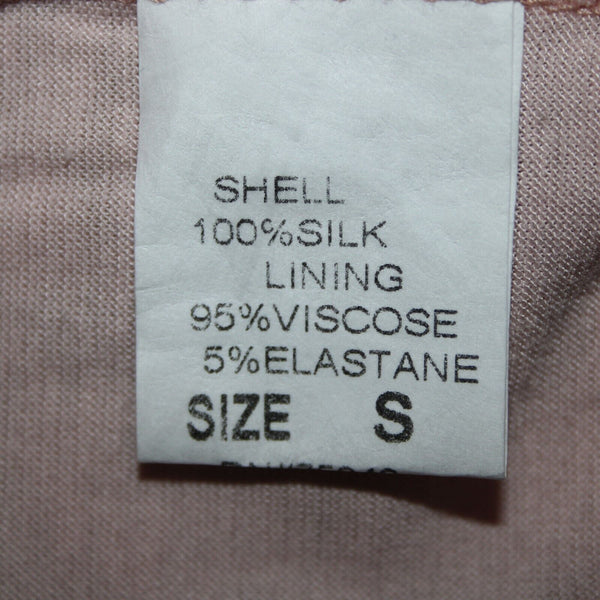 SHELL
100%SILK
LINING
95%VISCOSE
5%ELASTANE
SIZE S